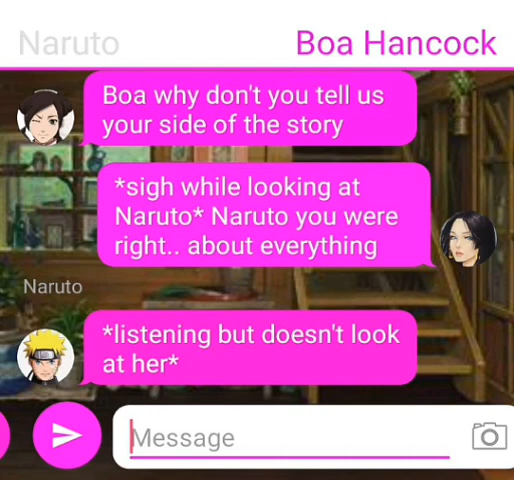 Naruto
Boa Hancock
Boa why don't you tell us
your side of the story
*sigh while looking at
Naruto* Naruto you were
right.. about everything
Naruto
*listening but doesn't look
at her*
Message